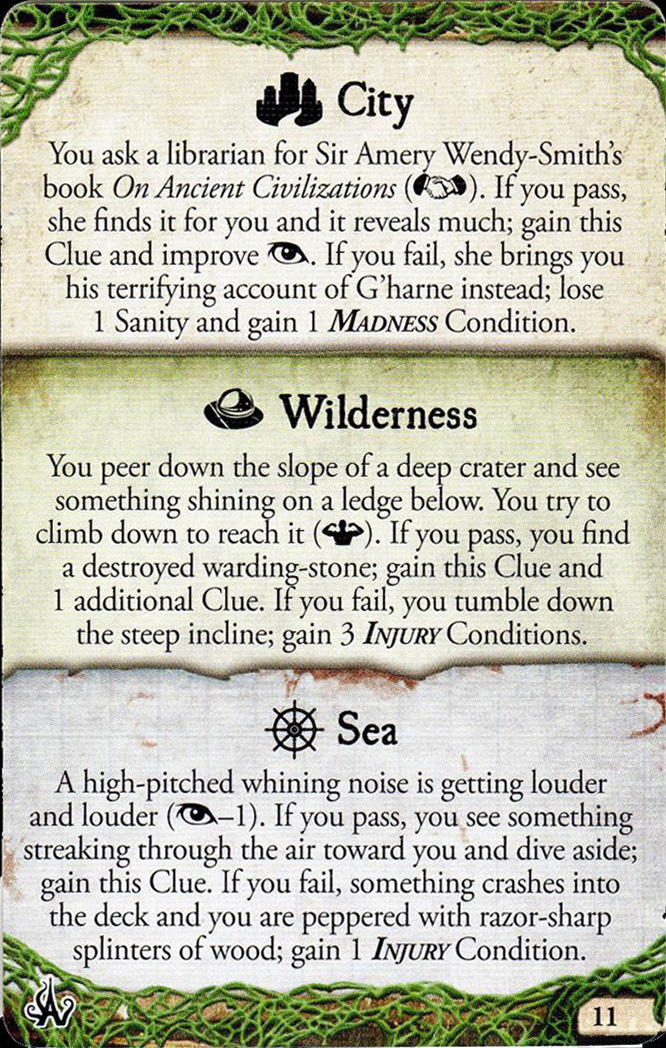 City
You ask a librarian for Sir Amery Wendy-Smith's
book On Ancient Civilizations ( ). If you pass,
she finds it for you and it reveals much; gain this
Clue and improve . If you fail, she brings you
his terrifying account of G'harne instead; lose
1 Sanity and gain 1 MADNESS Condition.
Wilderness
You peer down the slope of a deep crater and see
something shining on a ledge below. You try to
climb down to reach it ( ). If you pass, you find
a destroyed warding-stone; gain this Clue and
1 additional Clue. If you fail, you tumble down
the steep incline; gain 3 INJURY Conditions.
Sea
A high-pitched whining noise is getting louder
and louder ( –1). If you pass, you see something
streaking through the air toward you and dive aside;
gain this Clue. If you fail, something crashes into
the deck and you are peppered with razor-sharp
splinters of wood; gain 1 INJURY Condition.
11